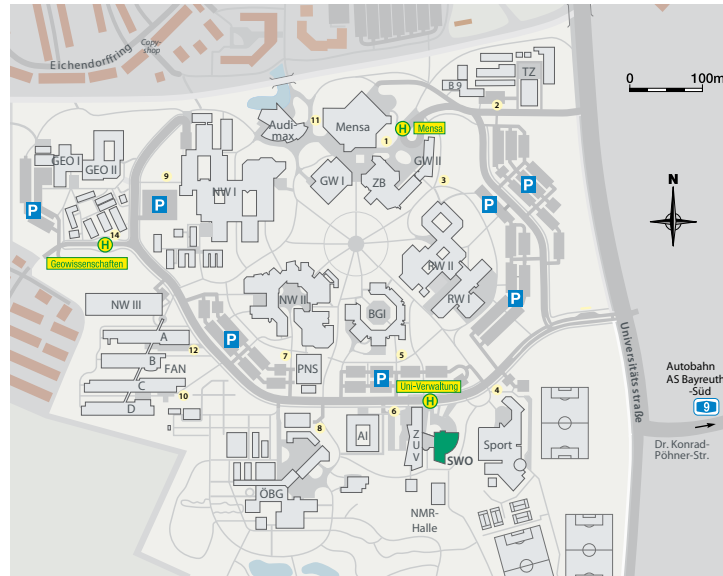 Eichendorffring
Copy-
shop
B 9
TZ
0 100m
2
11
Audi-
max
Mensa
1
H Mensa
GW II
GEO I
GEO II
9
NW I
GW I
ZB
3
P
P
P
P
N
14
H
Geowissenschaften
RW II
RW I
P
NW III
NW II
BGI
A
12
B
FAN
C
10
D
P
7
PNS
5
P
Uni-Verwaltung
H
4
6
8
AI
ZUV
SWO
Sport
ÖBG
NMR-
Halle
Universitätsstraße
Autobahn
AS Bayreuth
-Süd
9
Dr. Konrad-
Pöhner-Str.